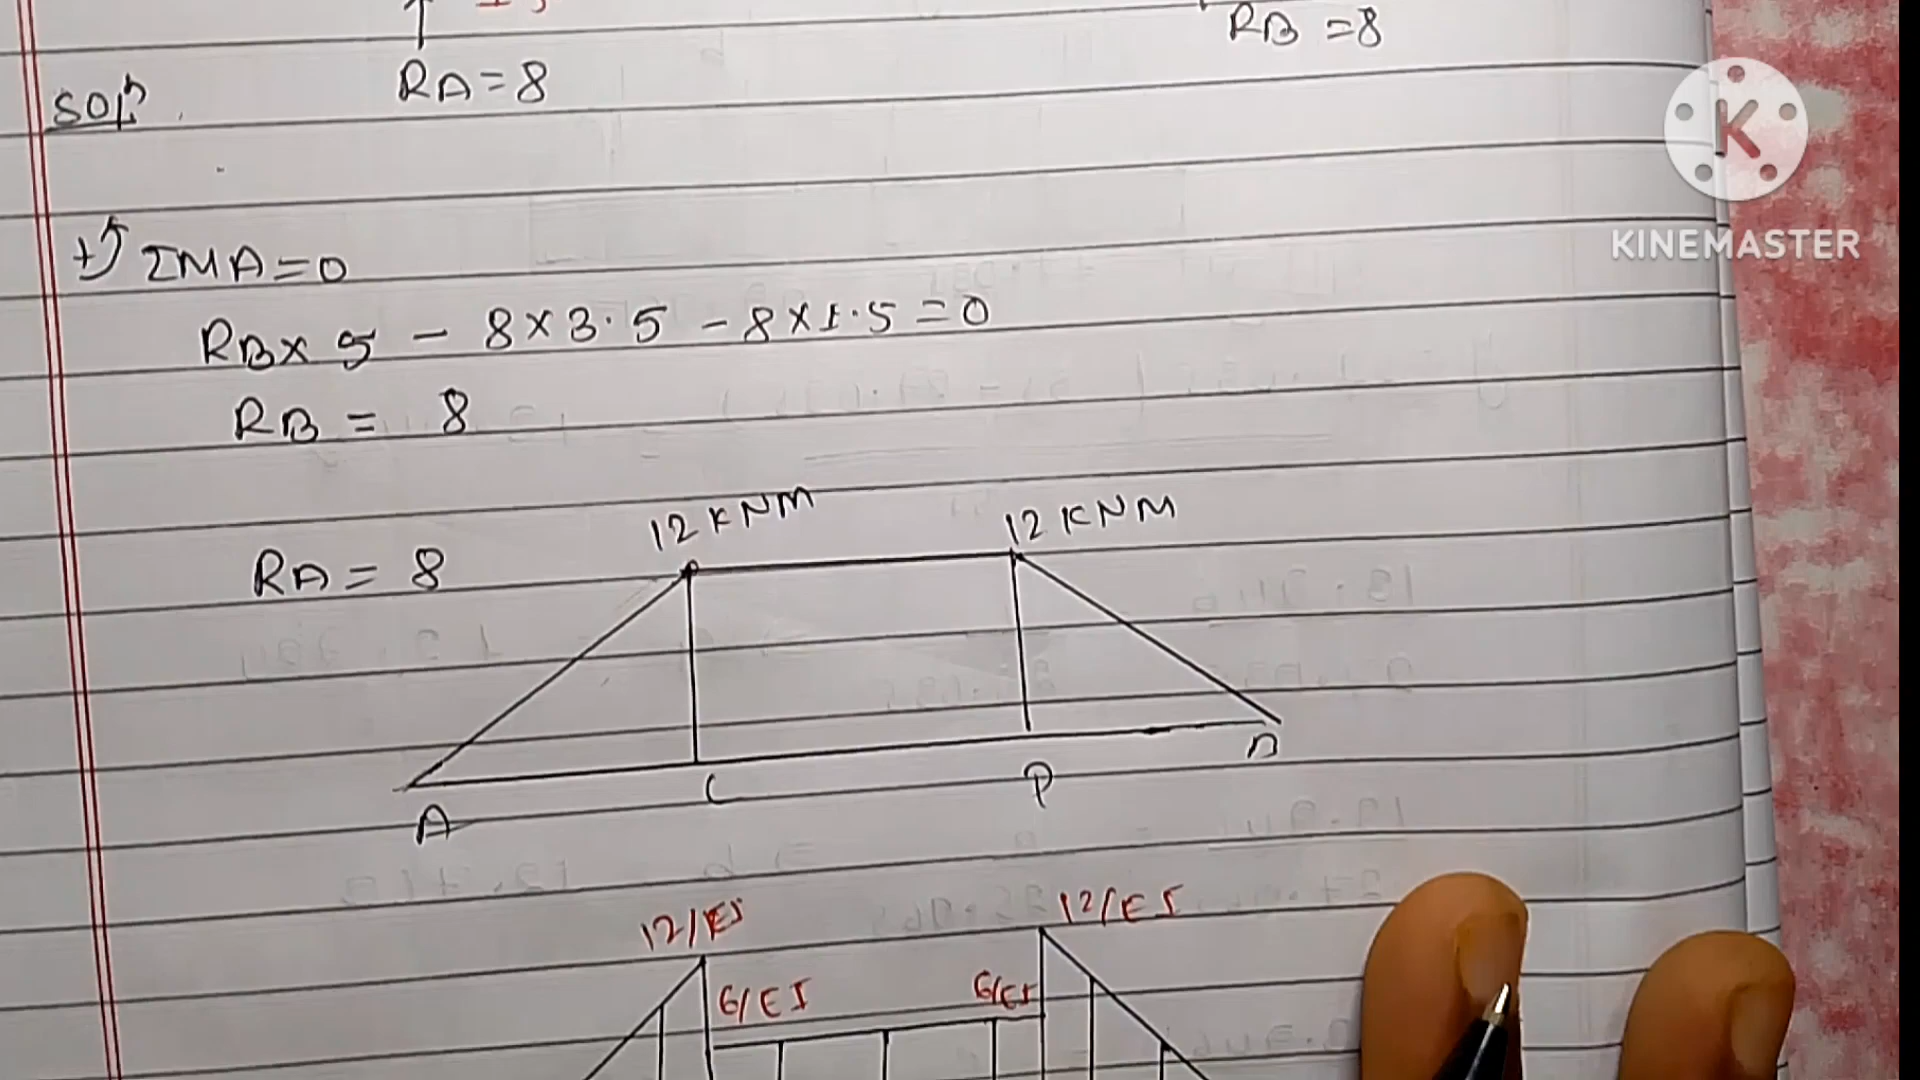 RB = 8
RA = 8
SOLn
K
KINEMASTER
+ ΣMA = 0
RB × 5 - 8 × 3.5 - 8 × 1.5 = 0
RB = 8
12 KNM 12 KNM
RA = 8
A C D B
12/EI 12/EI
6/EI 6/EI